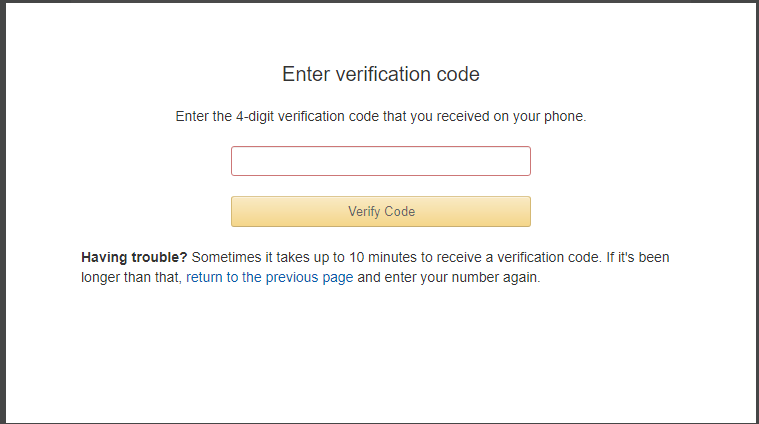 Enter verification code
Enter the 4-digit verification code that you received on your phone.
Verify Code
Having trouble? Sometimes it takes up to 10 minutes to receive a verification code. If it's been
longer than that, return to the previous page and enter your number again.